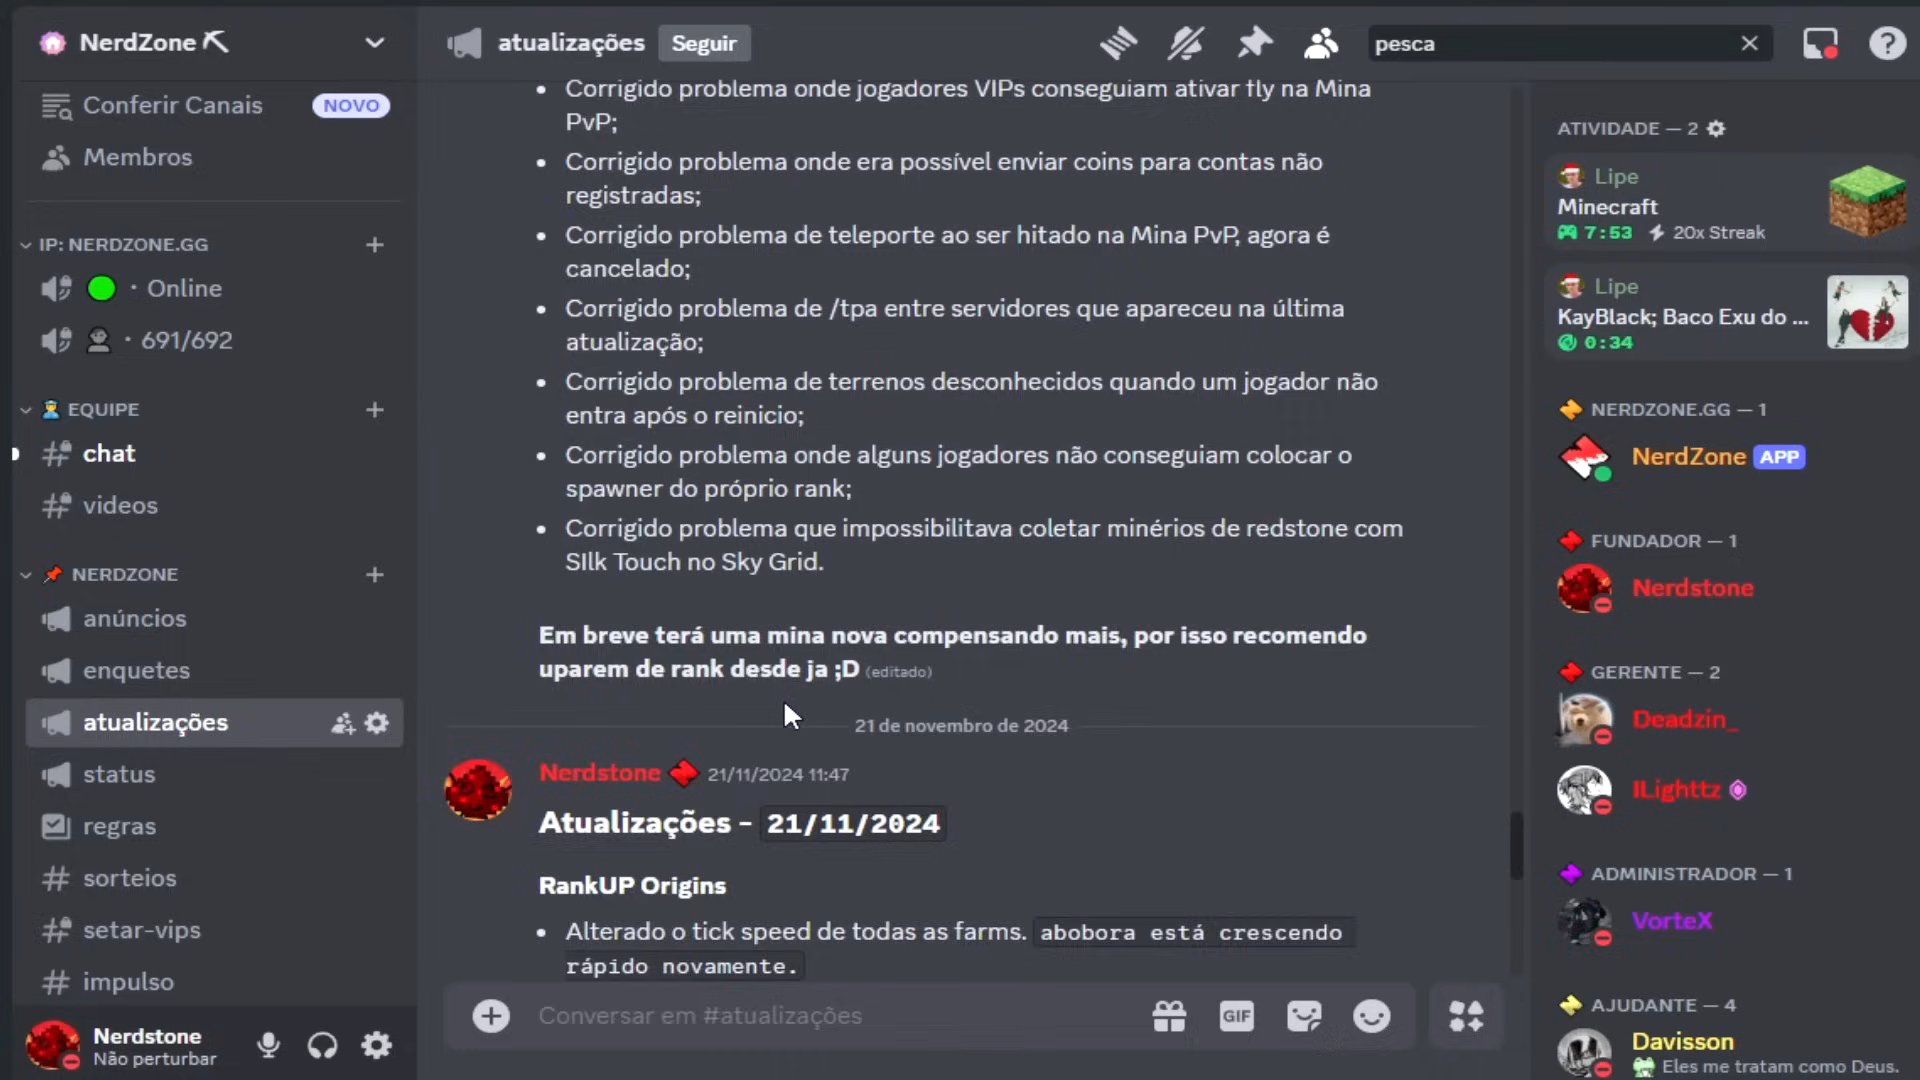 NerdZone
Conferir Canais
NOVO
Membros
IP: NERDZONE.GG
• Online
• 691/692
EQUIPE
chat
videos
NERDZONE
anúncios
enquetes
atualizações
status
regras
sorteios
setar-vips
impulso
Nerdstone
Não perturbar
atualizações
Seguir
pesca
• Corrigido problema onde jogadores VIPs conseguiam ativar fly na Mina
PvP;
• Corrigido problema onde era possível enviar coins para contas não
registradas;
• Corrigido problema de teleporte ao ser hitado na Mina PvP, agora é
cancelado;
• Corrigido problema de /tpa entre servidores que apareceu na última
atualização;
• Corrigido problema de terrenos desconhecidos quando um jogador não
entra após o reinicio;
• Corrigido problema onde alguns jogadores não conseguiam colocar o
spawner do próprio rank;
• Corrigido problema que impossibilitava coletar minérios de redstone com
SIlk Touch no Sky Grid.
Em breve terá uma mina nova compensando mais, por isso recomendo
uparem de rank desde ja ;D (editado)
21 de novembro de 2024
Nerdstone 21/11/2024 11:47
Atualizações - 21/11/2024
RankUP Origins
• Alterado o tick speed de todas as farms. abobora está crescendo
rápido novamente.
Conversar em #atualizações
GIF
ATIVIDADE — 2
Lipe
Minecraft
7:53 20x Streak
Lipe
KayBlack; Baco Exu do ...
0:34
NERDZONE.GG — 1
NerdZone APP
FUNDADOR — 1
Nerdstone
GERENTE — 2
Deadzin_
ILighttz
ADMINISTRADOR — 1
VorteX
AJUDANTE — 4
Davisson
Eles me tratam como Deus.